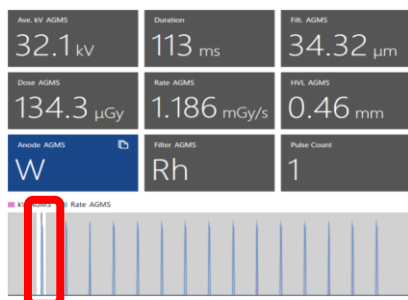 Ave. kV AGMS
32.1 kV
Duration
113 ms
Filt. AGMS
34.32 μm
Dose AGMS
134.3 μGy
Rate AGMS
1.186 mGy/s
HVL AGMS
0.46 mm
Anode AGMS
W
Filter AGMS
Rh
Pulse Count
1
kV AGMS
Rate AGMS